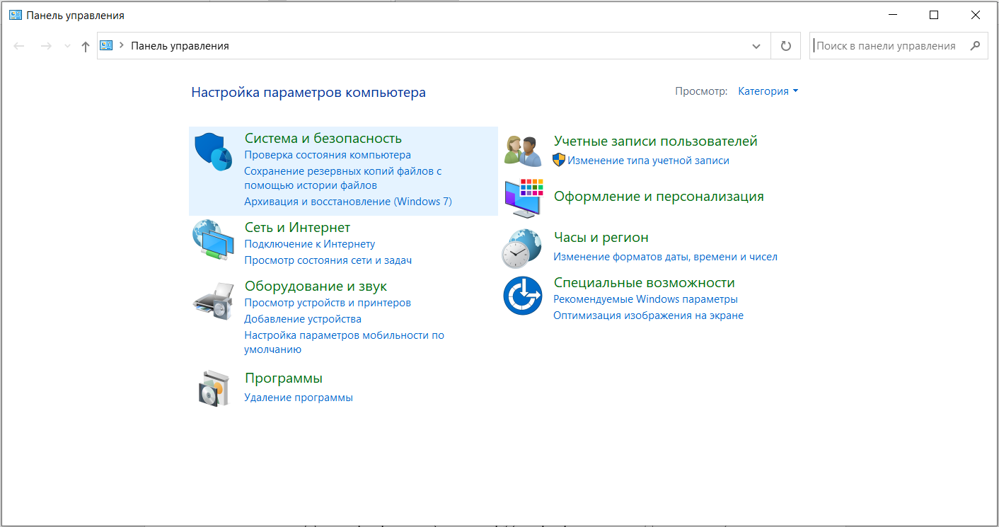 Панель управления
Панель управления
Поиск в панели управления
Настройка параметров компьютера
Просмотр: Категория
Система и безопасность
Проверка состояния компьютера
Сохранение резервных копий файлов с
помощью истории файлов
Архивация и восстановление (Windows 7)
Сеть и Интернет
Подключение к Интернету
Просмотр состояния сети и задач
Оборудование и звук
Просмотр устройств и принтеров
Добавление устройства
Настройка параметров мобильности по
умолчанию
Программы
Удаление программы
Учетные записи пользователей
Изменение типа учетной записи
Оформление и персонализация
Часы и регион
Изменение форматов даты, времени и чисел
Специальные возможности
Рекомендуемые Windows параметры
Оптимизация изображения на экране